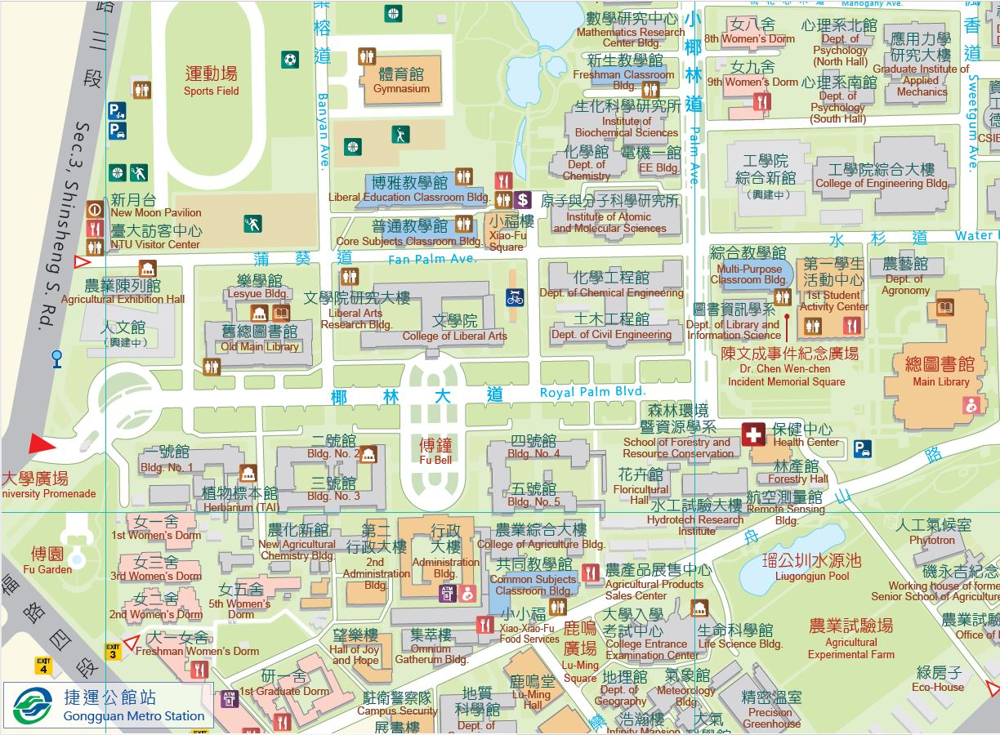 路
三
段
Sec.3, Shinsheng S. Rd.
運動場
Sports Field
榕
道
Banyan Ave.
體育館
Gymnasium
數學研究中心
Mathematics Research
Center Bldg.
新生教學館
Freshman Classroom
Bldg.
生化科學研究所
Institute of
Biochemical Sciences
化學館
Dept. of
Chemistry
電機一館
EE Bldg.
小
椰
林
道
Palm Ave.
Mahogany Ave.
女八舍
8th Women's Dorm
女九舍
9th Women's Dorm
心理系北館
Dept. of
Psychology
(North Hall)
心理系南館
Dept. of
Psychology
(South Hall)
應用力學
研究大樓
Graduate Institute of
Applied
Mechanics
香
道
Sweetgum Ave.
CSIE
工學院
綜合新館
(興建中)
工學院綜合大樓
College of Engineering Bldg.
博雅教學館
Liberal Education Classroom Bldg.
普通教學館
Core Subjects Classroom Bldg.
小福樓
Xiao-Fu
Square
原子與分子科學研究所
Institute of Atomic
and Molecular Sciences
新月台
New Moon Pavilion
臺大訪客中心
NTU Visitor Center
蒲葵道
Fan Palm Ave.
水杉道
Water
農業陳列館
Agricultural Exhibition Hall
人文館
(興建中)
樂學館
Lesyue Bldg.
舊總圖書館
Old Main Library
文學院研究大樓
Liberal Arts
Research Bldg.
文學院
College of Liberal Arts
化學工程館
Dept. of Chemical Engineering
土木工程館
Dept. of Civil Engineering
綜合教學館
Multi-Purpose
Classroom Bldg.
圖書資訊學系
Dept. of Library and
Information Science
第一學生
活動中心
1st Student
Activity Center
農藝館
Dept. of
Agronomy
陳文成事件紀念廣場
Dr. Chen Wen-chen
Incident Memorial Square
總圖書館
Main Library
椰林大道
Royal Palm Blvd.
大學廣場
niversity Promenade
一號館
Bldg. No. 1
二號館
Bldg. No. 2
三號館
Bldg. No. 3
植物標本館
Herbarium (TAI)
傅鐘
Fu Bell
四號館
Bldg. No. 4
五號館
Bldg. No. 5
森林環境
暨資源學系
School of Forestry and
Resource Conservation
保健中心
Health Center
林產館
Forestry Hall
花卉館
Floricultural
Hall
水工試驗大樓
Hydrotech Research
Institute
航空測量館
Remote Sensing
Bldg.
舟山路
傅園
Fu Garden
女一舍
1st Women's Dorm
女三舍
3rd Women's Dorm
女二舍
2nd Women's Dorm
女五舍
5th Women's
Dorm
大一女舍
Freshman Women's Dorm
農化新館
New Agricultural
Chemistry Bldg.
第二
行政大樓
2nd
Administration
Bldg.
行政
大樓
Administration
Bldg.
ATM
農業綜合大樓
College of Agriculture Bldg.
共同教學館
Common Subjects
Classroom Bldg.
農產品展售中心
Agricultural Products
Sales Center
小小福
Xiao-Xiao-Fu
Food Services
鹿鳴
廣場
Lu-Ming
Square
大學入學
考試中心
College Entrance
Examination Center
生命科學館
Life Science Bldg.
瑠公圳水源池
Liugongjun Pool
農業試驗場
Agricultural
Experimental Farm
人工氣候室
Phytotron
磯永吉紀念
Working house of forme
Senior School of Agriculture
農業試驗
Office of
綠房子
Eco-House
福
路
四
段
EXIT
3
EXIT
4
捷運公館站
Gongguan Metro Station
ATM
研一舍
1st Graduate Dorm
望樂樓
Hall of Joy
and Hope
集萃樓
Omnium
Gatherum Bldg.
駐衛警察隊
Campus Security
展書樓
地質
科學館
Dept. of
鹿鳴堂
Lu-Ming
Hall
地理館
Dept. of
Geography
氣象館
Meteorology
Bldg.
浩瀚樓
Infinity Mansion
大氣
精密溫室
Precision
Greenhouse
EXIT